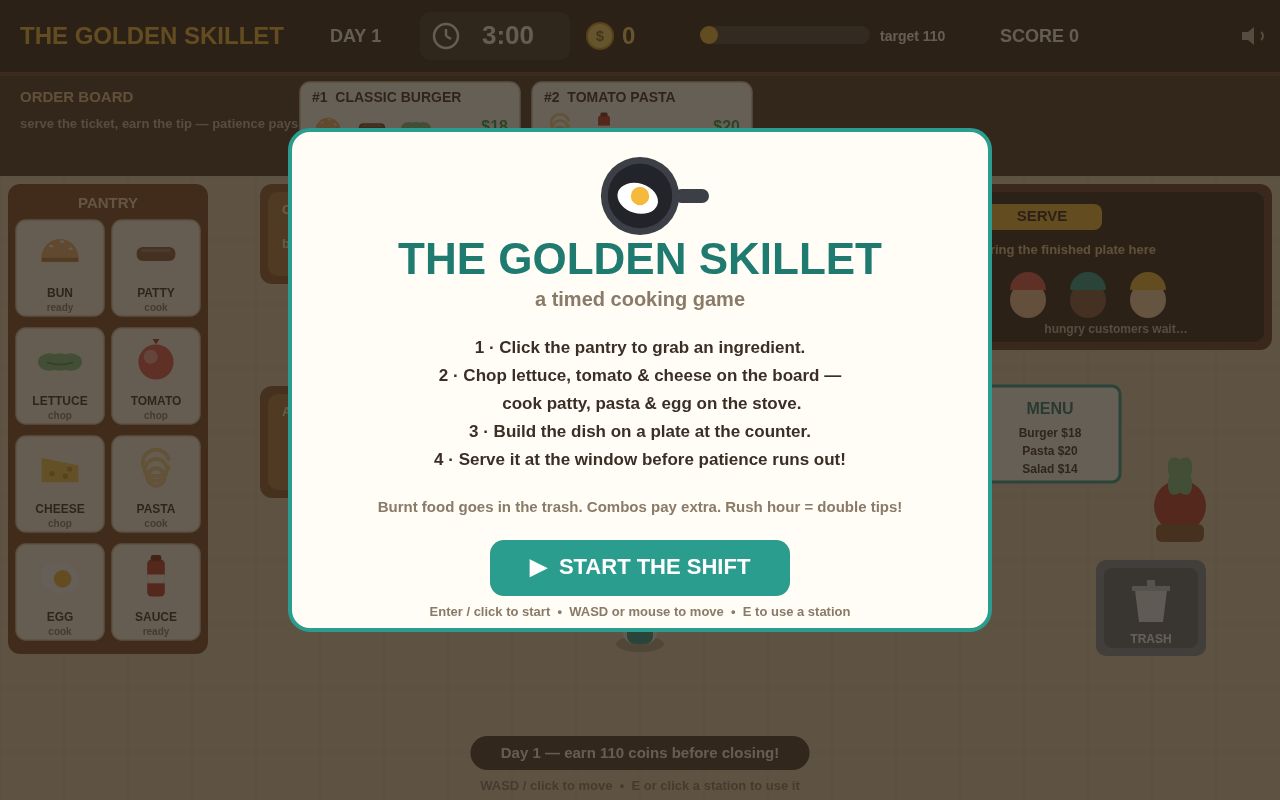 THE GOLDEN SKILLET
DAY 1
3:00
$ 0
target 110
SCORE 0
ORDER BOARD
serve the ticket, earn the tip — patience pays
#1 CLASSIC BURGER
$18
#2 TOMATO PASTA
$20
PANTRY
BUN
ready
PATTY
cook
LETTUCE
chop
TOMATO
chop
CHEESE
chop
PASTA
cook
EGG
cook
SAUCE
ready
THE GOLDEN SKILLET
a timed cooking game
1 · Click the pantry to grab an ingredient.
2 · Chop lettuce, tomato & cheese on the board —
cook patty, pasta & egg on the stove.
3 · Build the dish on a plate at the counter.
4 · Serve it at the window before patience runs out!
Burnt food goes in the trash. Combos pay extra. Rush hour = double tips!
▶ START THE SHIFT
Enter / click to start • WASD or mouse to move • E to use a station
SERVE
the finished plate here
hungry customers wait…
MENU
Burger $18
Pasta $20
Salad $14
TRASH
Day 1 — earn 110 coins before closing!
WASD / click to move • E or click a station to use it